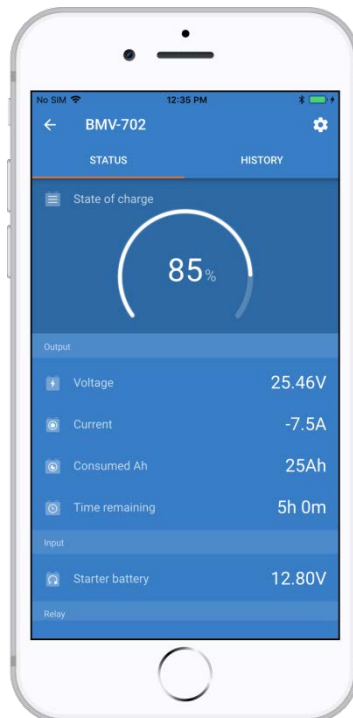 No SIM 12:35 PM
BMV-702
STATUS HISTORY
State of charge
85%
Output
Voltage 25.46V
Current -7.5A
Consumed Ah 25Ah
Time remaining 5h 0m
Input
Starter battery 12.80V
Relay